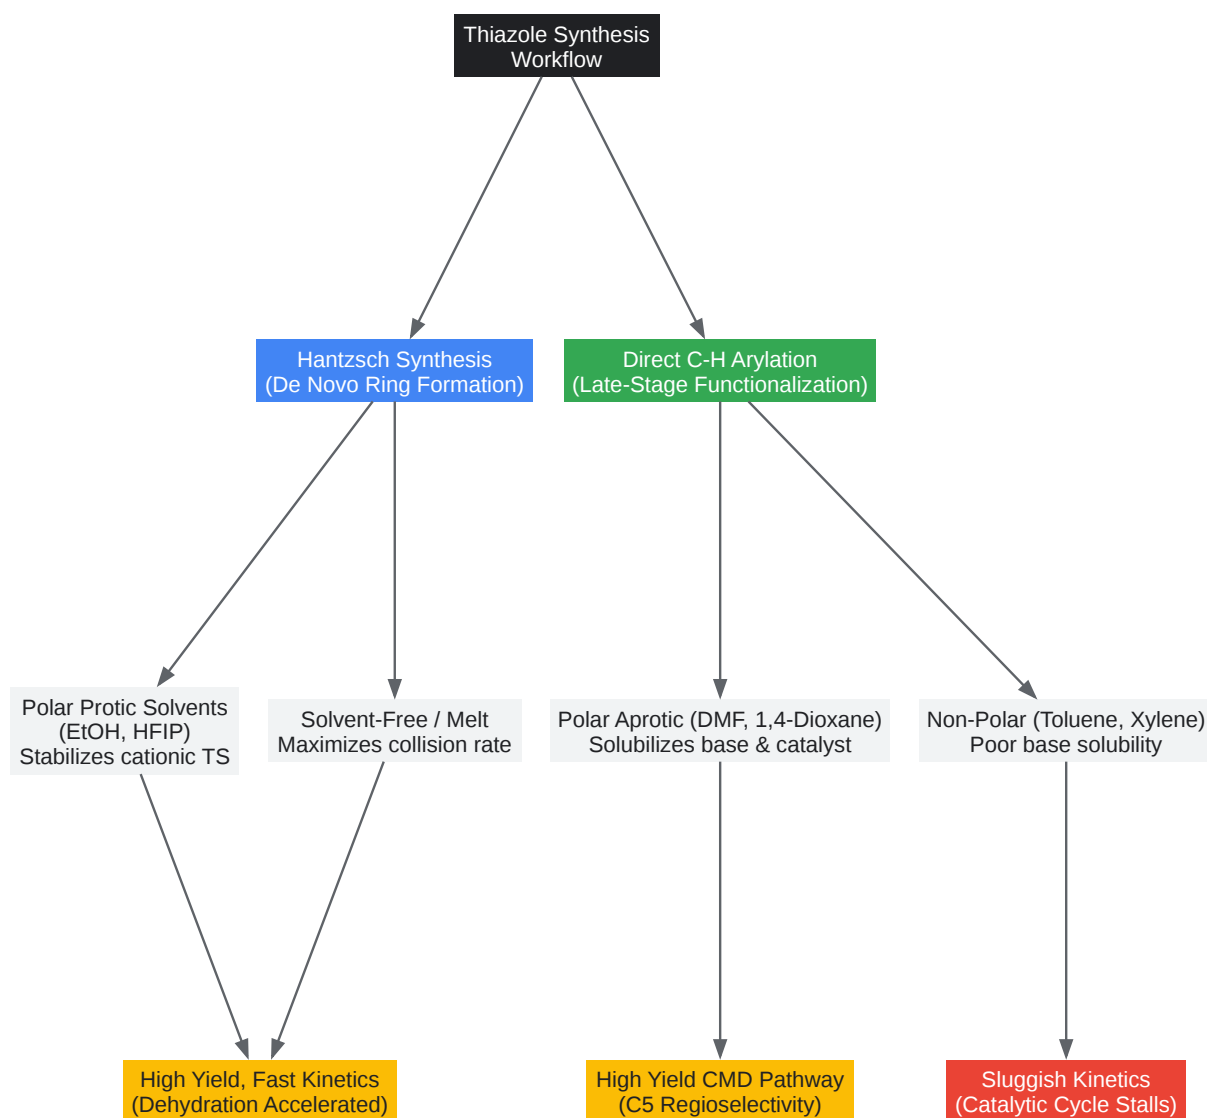 Thiazole Synthesis
Workflow
Hantzsch Synthesis
(De Novo Ring Formation)
Direct C-H Arylation
(Late-Stage Functionalization)
Polar Protic Solvents
(EtOH, HFIP)
Stabilizes cationic TS
Solvent-Free / Melt
Maximizes collision rate
Polar Aprotic (DMF, 1,4-Dioxane)
Solubilizes base & catalyst
Non-Polar (Toluene, Xylene)
Poor base solubility
High Yield, Fast Kinetics
(Dehydration Accelerated)
High Yield CMD Pathway
(C5 Regioselectivity)
Sluggish Kinetics
(Catalytic Cycle Stalls)